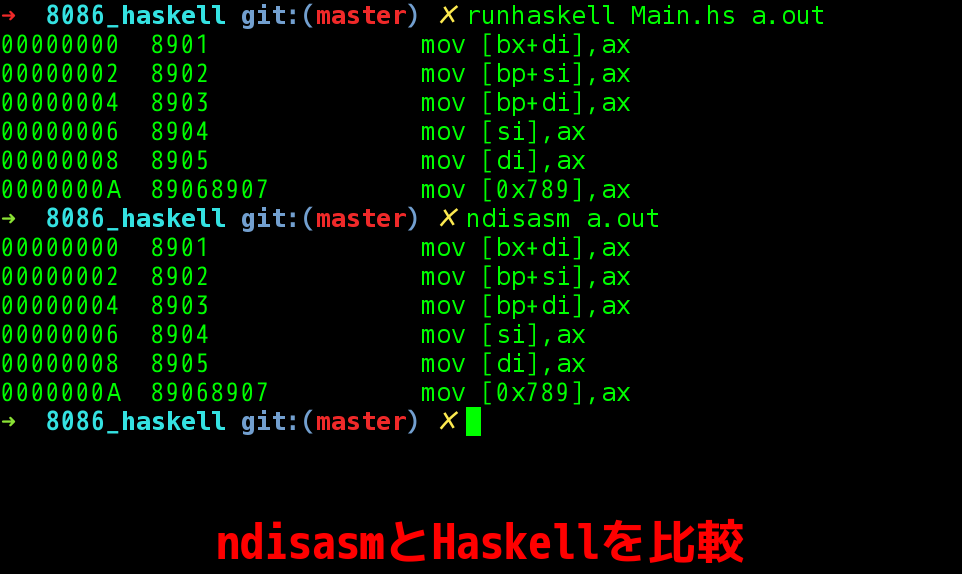 ➜ 8086_haskell git:(master) ✗ runhaskell Main.hs a.out
00000000  8901              mov [bx+di],ax
00000002  8902              mov [bp+si],ax
00000004  8903              mov [bp+di],ax
00000006  8904              mov [si],ax
00000008  8905              mov [di],ax
0000000A  89068907          mov [0x789],ax
➜ 8086_haskell git:(master) ✗ ndisasm a.out
00000000  8901              mov [bx+di],ax
00000002  8902              mov [bp+si],ax
00000004  8903              mov [bp+di],ax
00000006  8904              mov [si],ax
00000008  8905              mov [di],ax
0000000A  89068907          mov [0x789],ax
➜ 8086_haskell git:(master) ✗
ndisasmとHaskellを比較